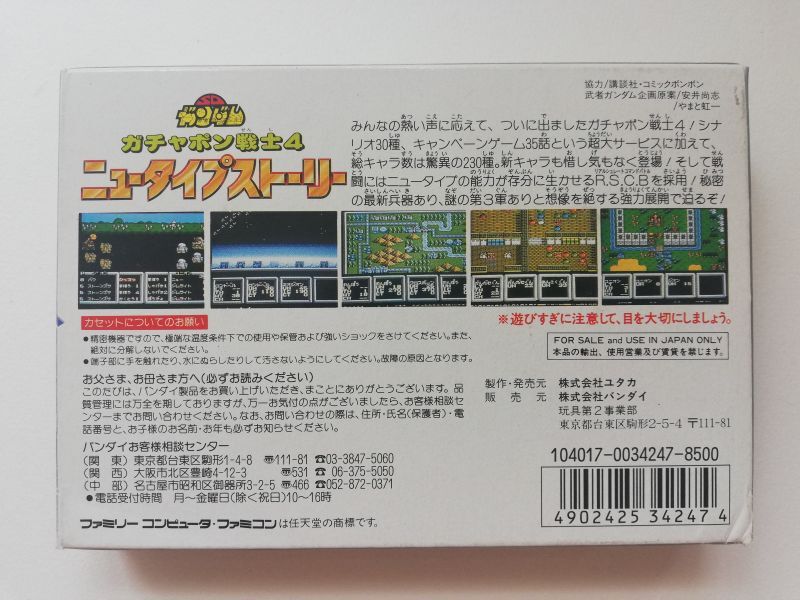 協力/講談社・コミックボンボン
武者ガンダム企画原案/安井尚志
/やまと虹一
SD
ガンダム
ガチャポン戦士4
ニュータイプストーリー
みんなの熱い声に応えて、ついに出ましたガチャポン戦士4!シナ
リオ30種、キャンペーンゲーム35話という超大サービスに加えて、
総キャラ数は驚異の230種。新キャラも惜し気もなく登場!そして戦
闘にはニュータイプの能力が存分に生かせるR.S.C.Bを採用!秘密
の最新兵器あり、謎の第3軍ありと想像を絶する強力展開で迫るぞ!
カセットについてのお願い
●精密機器ですので、極端な温度条件下での使用や保管および強いショックをさけてください。また、
絶対に分解しないでください。
●端子部に手を触れたり、水にぬらしたりして汚さないようにしてください。故障の原因となります。
※遊びすぎに注意して、目を大切にしましょう。
FOR SALE and USE IN JAPAN ONLY
本品の輸出、使用営業及び賃貸を禁じます。
お父さま、お母さま方へ(必ずお読みください)
このたびは、バンダイ製品をお買い上げいただき、まことにありがとうございます。品
質管理には万全を期しておりますが、万一お気付の点がございましたら、お客様相談セ
ンターまでお問い合わせください。なお、お問い合わせの際は、住所・氏名(保護者)・電
話番号と、お子様のお名前・お年も必ずお知らせください。
バンダイお客様相談センター
(関 東)東京都台東区駒形1-4-8 〠111-81 ☎03-3847-5060
(関 西)大阪市北区豊崎4-12-3 〠531 ☎06-375-5050
(中 部)名古屋市昭和区御器所3-2-5 〠466 ☎052-872-0371
●電話受付時間 月〜金曜日(除く祝日)10〜16時
ファミリー コンピュータ・ファミコンは任天堂の商標です。
製作・発売元 株式会社ユタカ
販売元 株式会社バンダイ
玩具第2事業部
東京都台東区駒形2-5-4 〒111-81
104017-0034247-8500
4902425342474